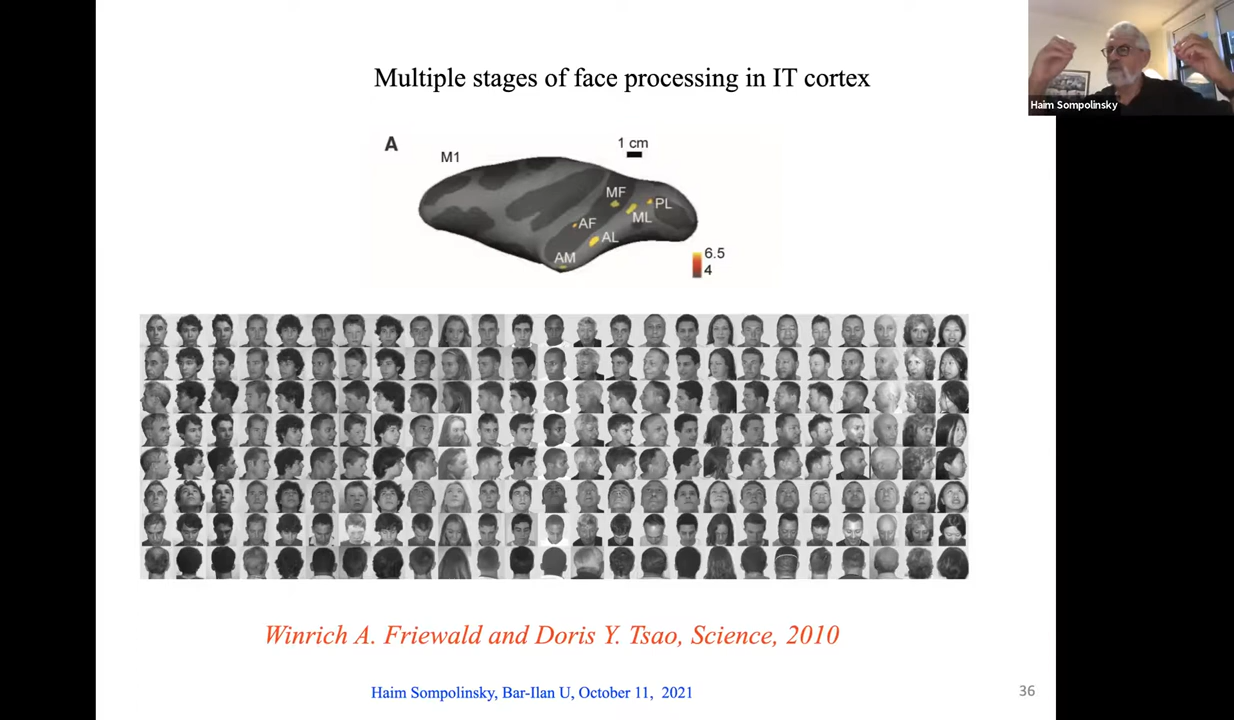 Haim Sompolinsky
Multiple stages of face processing in IT cortex
A
M1
1 cm
MF
PL
ML
AF
AL
AM
6.5
4
Winrich A. Friewald and Doris Y. Tsao, Science, 2010
Haim Sompolinsky, Bar-Ilan U, October 11, 2021
36